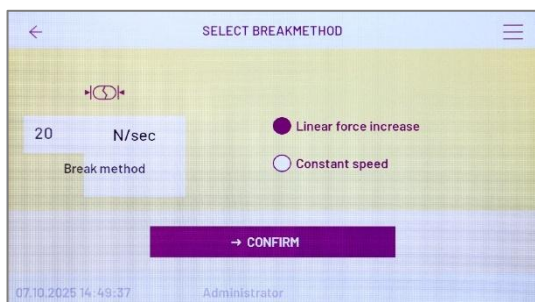 SELECT BREAKMETHOD
20 N/sec
Break method
Linear force increase
Constant speed
→ CONFIRM
07.10.2025 14:49:37 Administrator